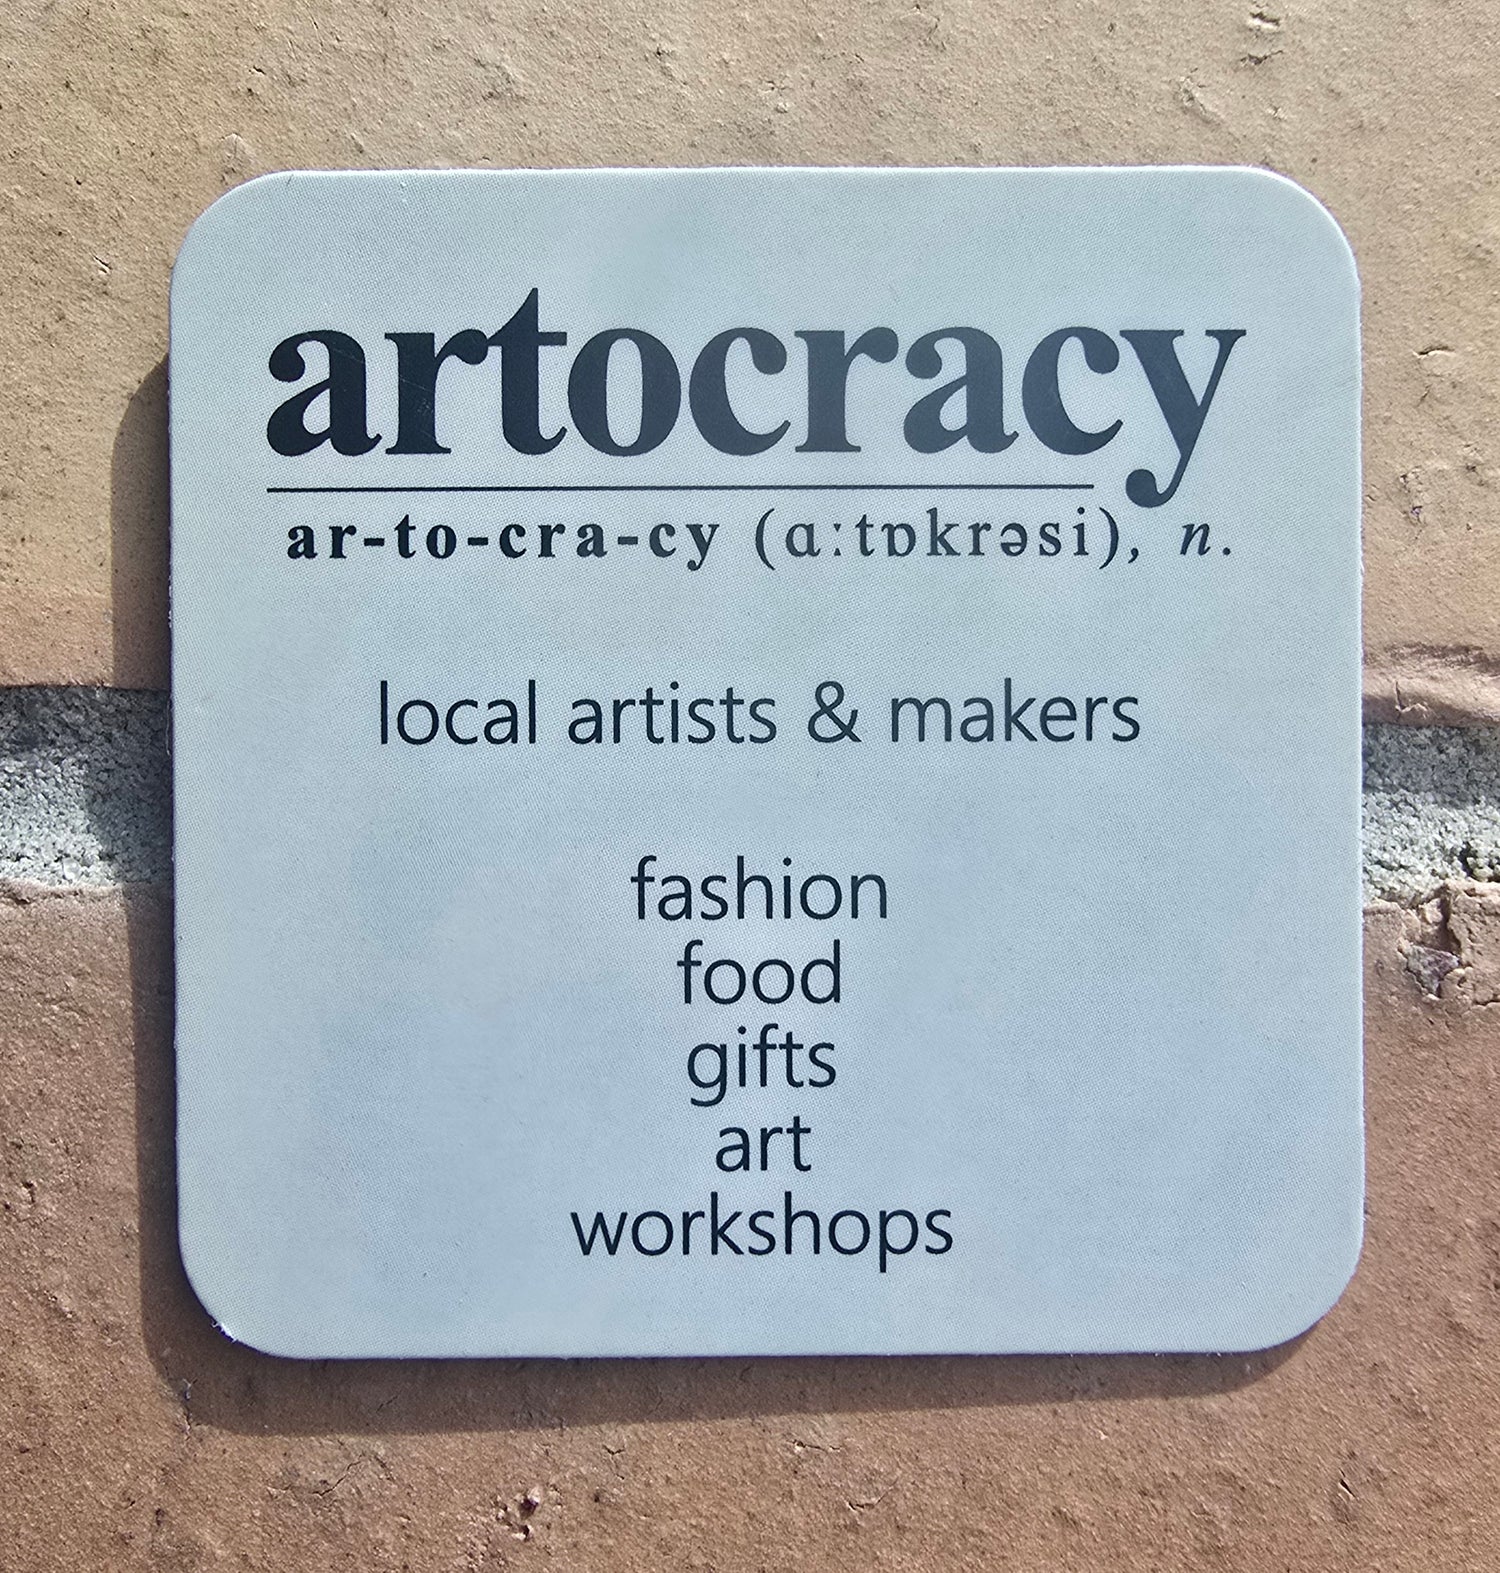 artocracy
ar-to-cra-cy (ɑːtɒkrəsi), n.
local artists & makers
fashion
food
gifts
art
workshops